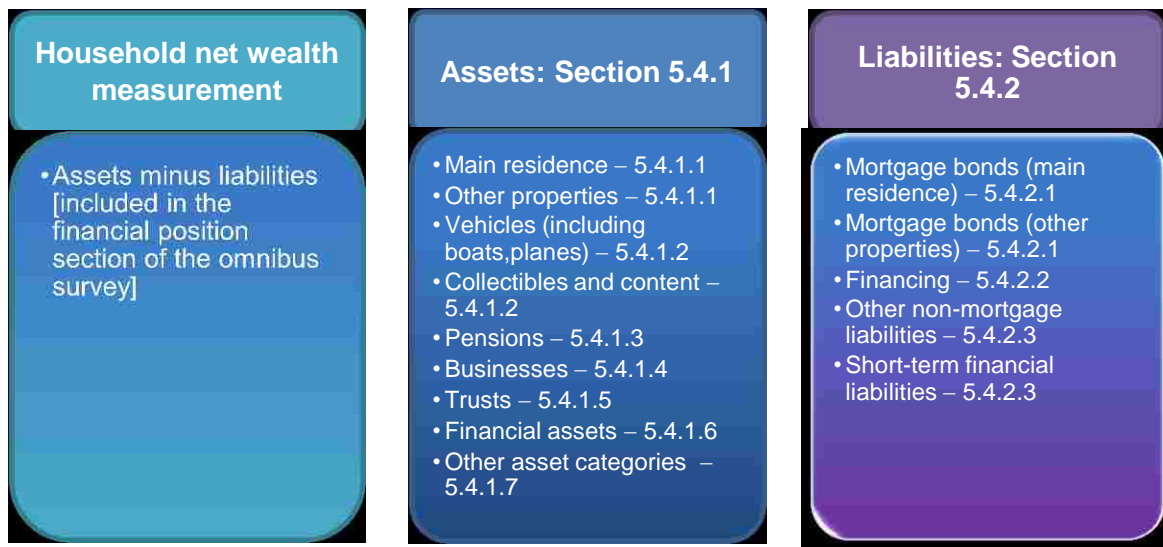 Household net wealth
measurement
• Assets minus liabilities
[included in the
financial position
section of the omnibus
survey]
Assets: Section 5.4.1
• Main residence – 5.4.1.1
• Other properties – 5.4.1.1
• Vehicles (including
boats,planes) – 5.4.1.2
• Collectibles and content –
5.4.1.2
• Pensions – 5.4.1.3
• Businesses – 5.4.1.4
• Trusts – 5.4.1.5
• Financial assets – 5.4.1.6
• Other asset categories –
5.4.1.7
Liabilities: Section
5.4.2
• Mortgage bonds (main
residence) – 5.4.2.1
• Mortgage bonds (other
properties) – 5.4.2.1
• Financing – 5.4.2.2
• Other non-mortgage
liabilities – 5.4.2.3
• Short-term financial
liabilities – 5.4.2.3